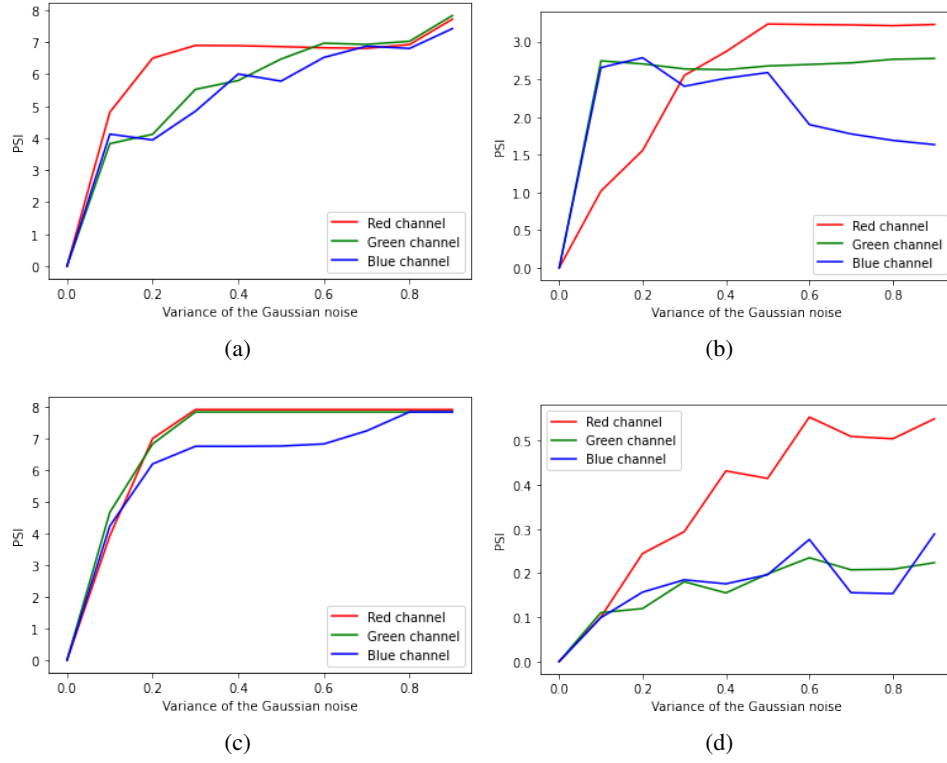 8
7
6
5
4
3
2
1
0
PSI
Red channel
Green channel
Blue channel
0.0 0.2 0.4 0.6 0.8
Variance of the Gaussian noise
(a)
3.0
2.5
2.0
1.5
1.0
0.5
0.0
PSI
Red channel
Green channel
Blue channel
0.0 0.2 0.4 0.6 0.8
Variance of the Gaussian noise
(b)
8
7
6
5
4
3
2
1
0
PSI
Red channel
Green channel
Blue channel
0.0 0.2 0.4 0.6 0.8
Variance of the Gaussian noise
(c)
Red channel
Green channel
Blue channel
0.5
0.4
0.3
0.2
0.1
0.0
PSI
0.0 0.2 0.4 0.6 0.8
Variance of the Gaussian noise
(d)